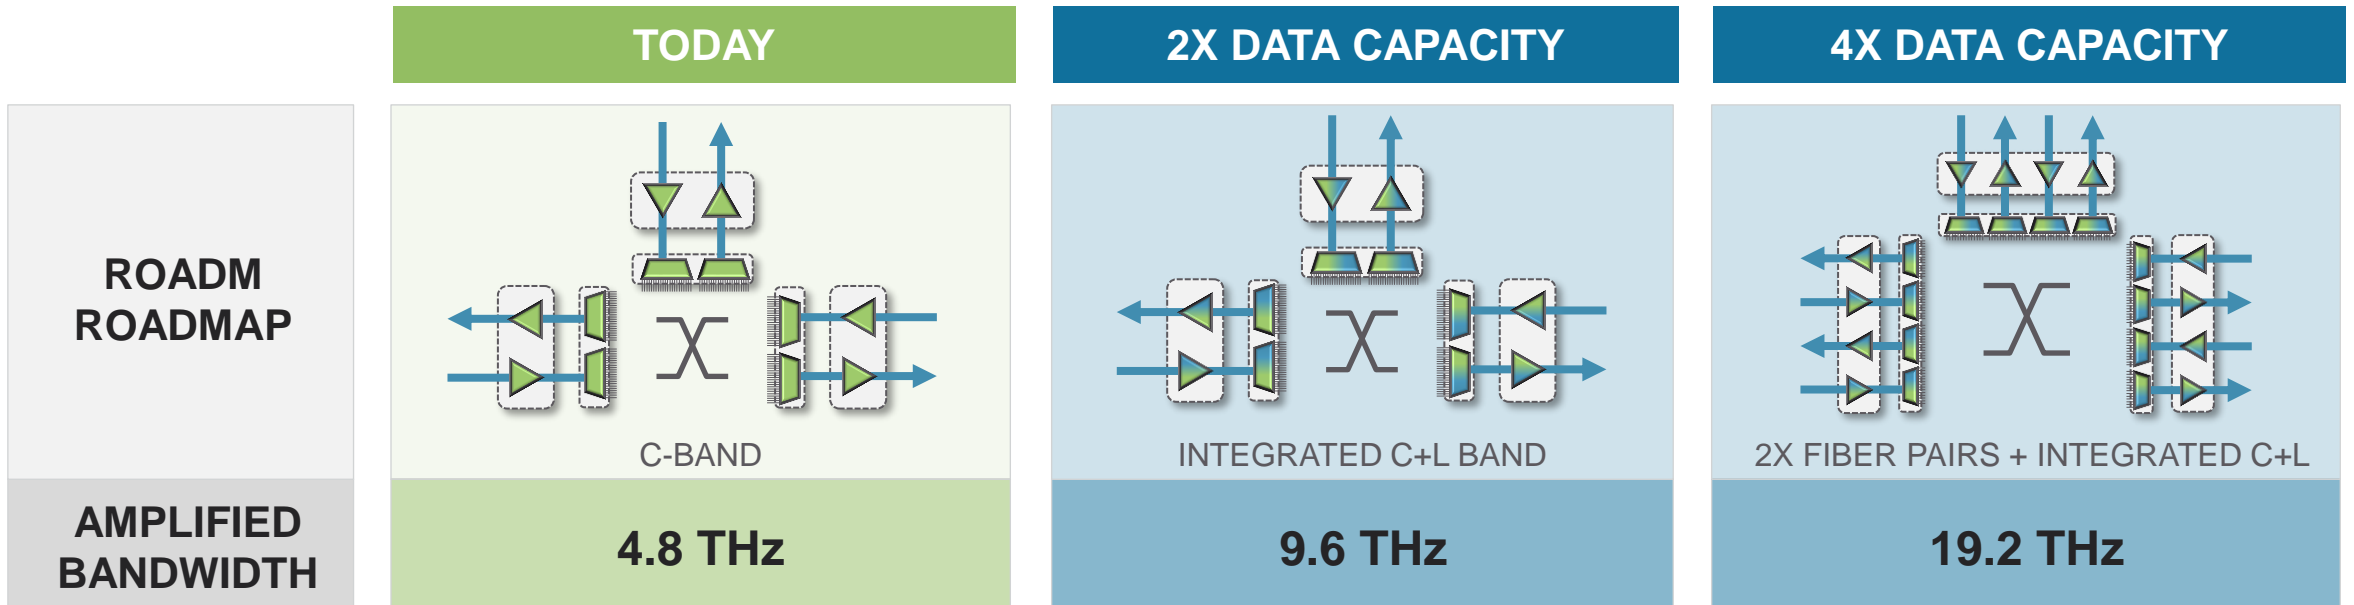 TODAY
2X DATA CAPACITY
4X DATA CAPACITY
ROADM
ROADMAP
C-BAND
INTEGRATED C+L BAND
2X FIBER PAIRS + INTEGRATED C+L
AMPLIFIED
BANDWIDTH
4.8 THz
9.6 THz
19.2 THz